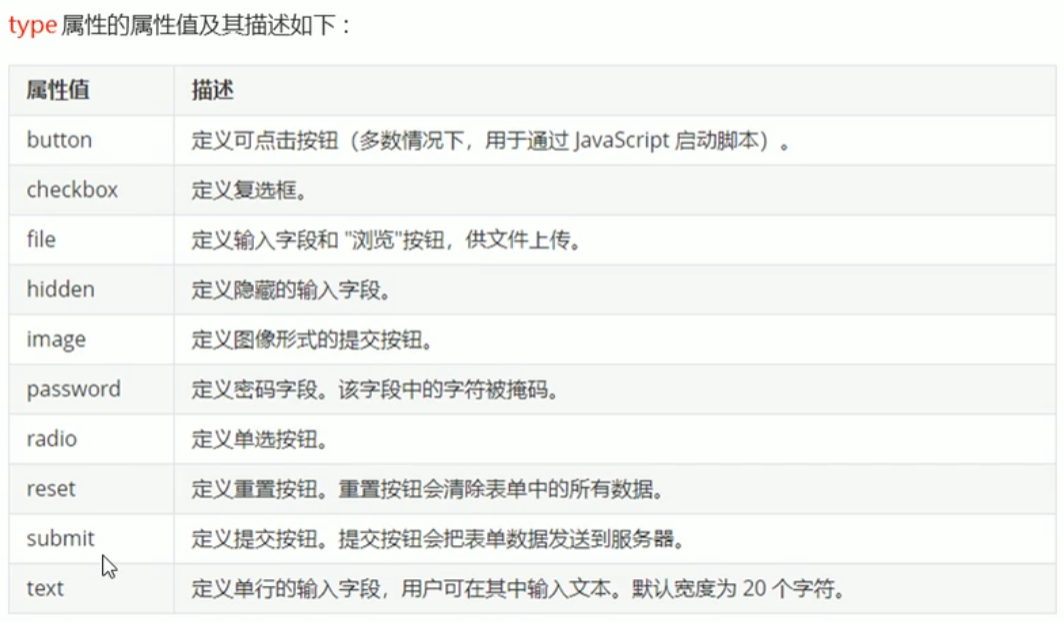 type 属性的属性值及其描述如下：
属性值 描述
button 定义可点击按钮（多数情况下，用于通过 JavaScript 启动脚本）。
checkbox 定义复选框。
file 定义输入字段和 "浏览"按钮，供文件上传。
hidden 定义隐藏的输入字段。
image 定义图像形式的提交按钮。
password 定义密码字段。该字段中的字符被掩码。
radio 定义单选按钮。
reset 定义重置按钮。重置按钮会清除表单中的所有数据。
submit 定义提交按钮。提交按钮会把表单数据发送到服务器。
text 定义单行的输入字段，用户可在其中输入文本。默认宽度为 20 个字符。